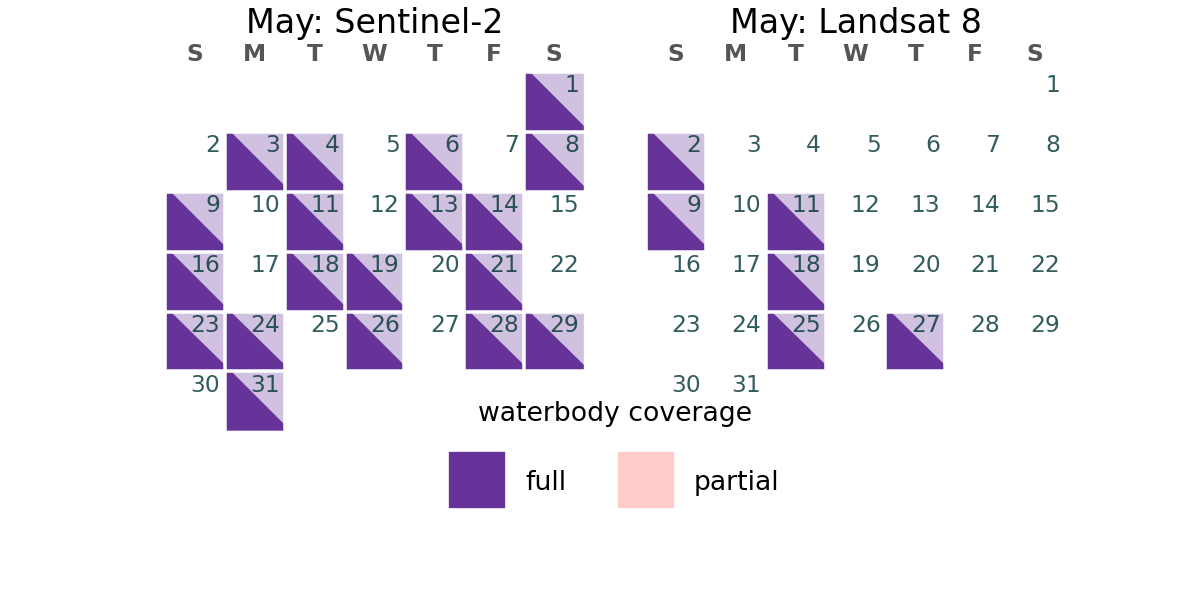 May: Sentinel-2
S M T W T F S
1
2 3 4 5 6 7 8
9 10 11 12 13 14 15
16 17 18 19 20 21 22
23 24 25 26 27 28 29
30 31
May: Landsat 8
S M T W T F S
1
2 3 4 5 6 7 8
9 10 11 12 13 14 15
16 17 18 19 20 21 22
23 24 25 26 27 28 29
30 31
waterbody coverage
full partial